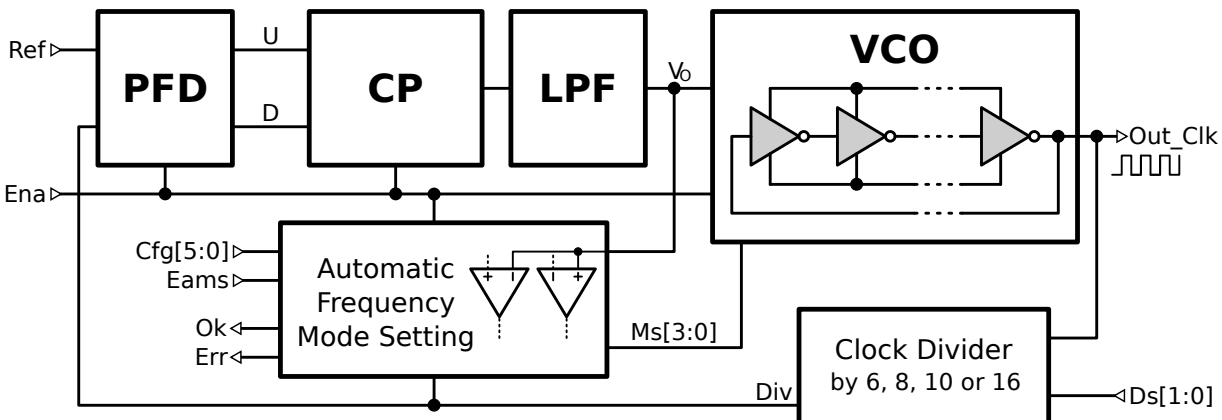 VCO
U
Ref
PFD
CP
LPF
VO
D
Out_Clk
Ena
Cfg[5:0]
Eams
Automatic
Frequency
Mode Setting
+
-
-
+
Ok
Err
Ms[3:0]
Clock Divider
by 6, 8, 10 or 16
Div
Ds[1:0]